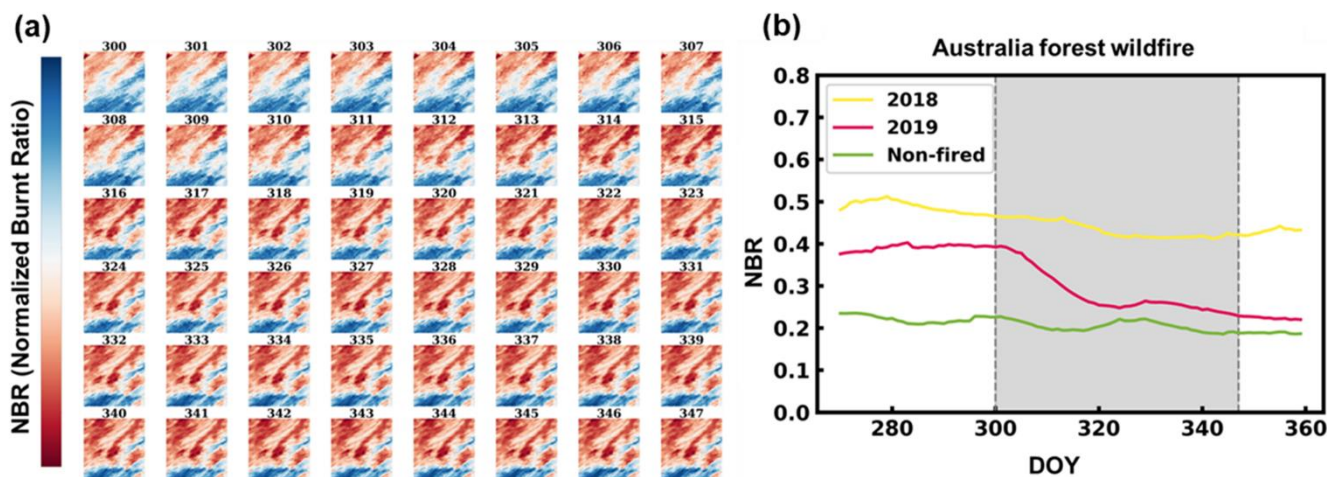 (a)
NBR (Normalized Burnt Ratio)
300 301 302 303 304 305 306 307
308 309 310 311 312 313 314 315
316 317 318 319 320 321 322 323
324 325 326 327 328 329 330 331
332 333 334 335 336 337 338 339
340 341 342 343 344 345 346 347
(b)
Australia forest wildfire
2018
2019
Non-fired
NBR
0.8
0.7
0.6
0.5
0.4
0.3
0.2
0.1
0.0
280 300 320 340 360
DOY